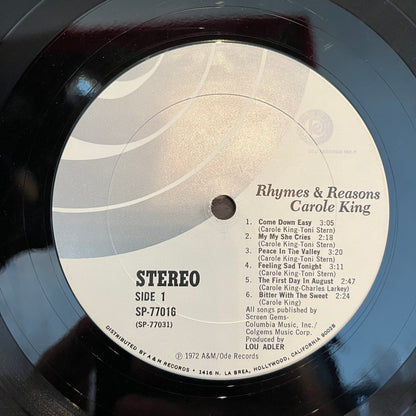 Rhymes & Reasons
Carole King
1. Come Down Easy 3:05
(Carole King-Toni Stern)
2. My My She Cries 2:18
(Carole King-Toni Stern)
3. Peace In The Valley 3:20
(Carole King-Toni Stern)
4. Feeling Sad Tonight 3:11
(Carole King-Toni Stern)
5. The First Day In August 2:47
(Carole King-Charles Larkey)
6. Bitter With The Sweet 2:24
(Carole King)
All songs published by
Screen Gems-
Columbia Music, Inc./
Colgems Music Corp.
Produced by
LOU ADLER
STEREO
SIDE 1
SP-77016
(SP-77031)
℗ 1972 A&M/Ode Records
DISTRIBUTED BY A & M RECORDS • 1416 N. LA BREA, HOLLYWOOD, CALIFORNIA 90028